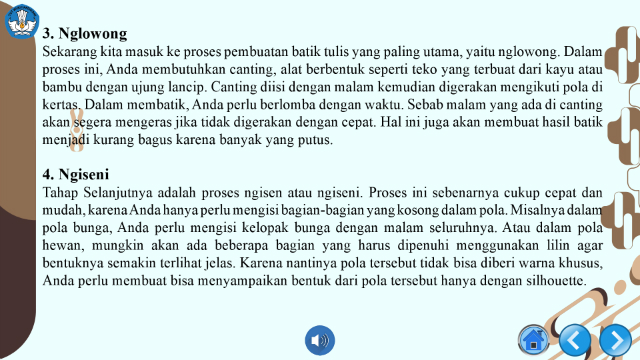 3. Nglowong
Sekarang kita masuk ke proses pembuatan batik tulis yang paling utama, yaitu nglowong. Dalam
proses ini, Anda membutuhkan canting, alat berbentuk seperti teko yang terbuat dari kayu atau
bambu dengan ujung lancip. Canting diisi dengan malam kemudian digerakan mengikuti pola di
kertas. Dalam membatik, Anda perlu berlomba dengan waktu. Sebab malam yang ada di canting
akan segera mengeras jika tidak digerakan dengan cepat. Hal ini juga akan membuat hasil batik
menjadi kurang bagus karena banyak yang putus.
4. Ngiseni
Tahap Selanjutnya adalah proses ngisen atau ngiseni. Proses ini sebenarnya cukup cepat dan
mudah, karena Anda hanya perlu mengisi bagian-bagian yang kosong dalam pola. Misalnya dalam
pola bunga, Anda perlu mengisi kelopak bunga dengan malam seluruhnya. Atau dalam pola
hewan, mungkin akan ada beberapa bagian yang harus dipenuhi menggunakan lilin agar
bentuknya semakin terlihat jelas. Karena nantinya pola tersebut tidak bisa diberi warna khusus,
Anda perlu membuat bisa menyampaikan bentuk dari pola tersebut hanya dengan silhouette.